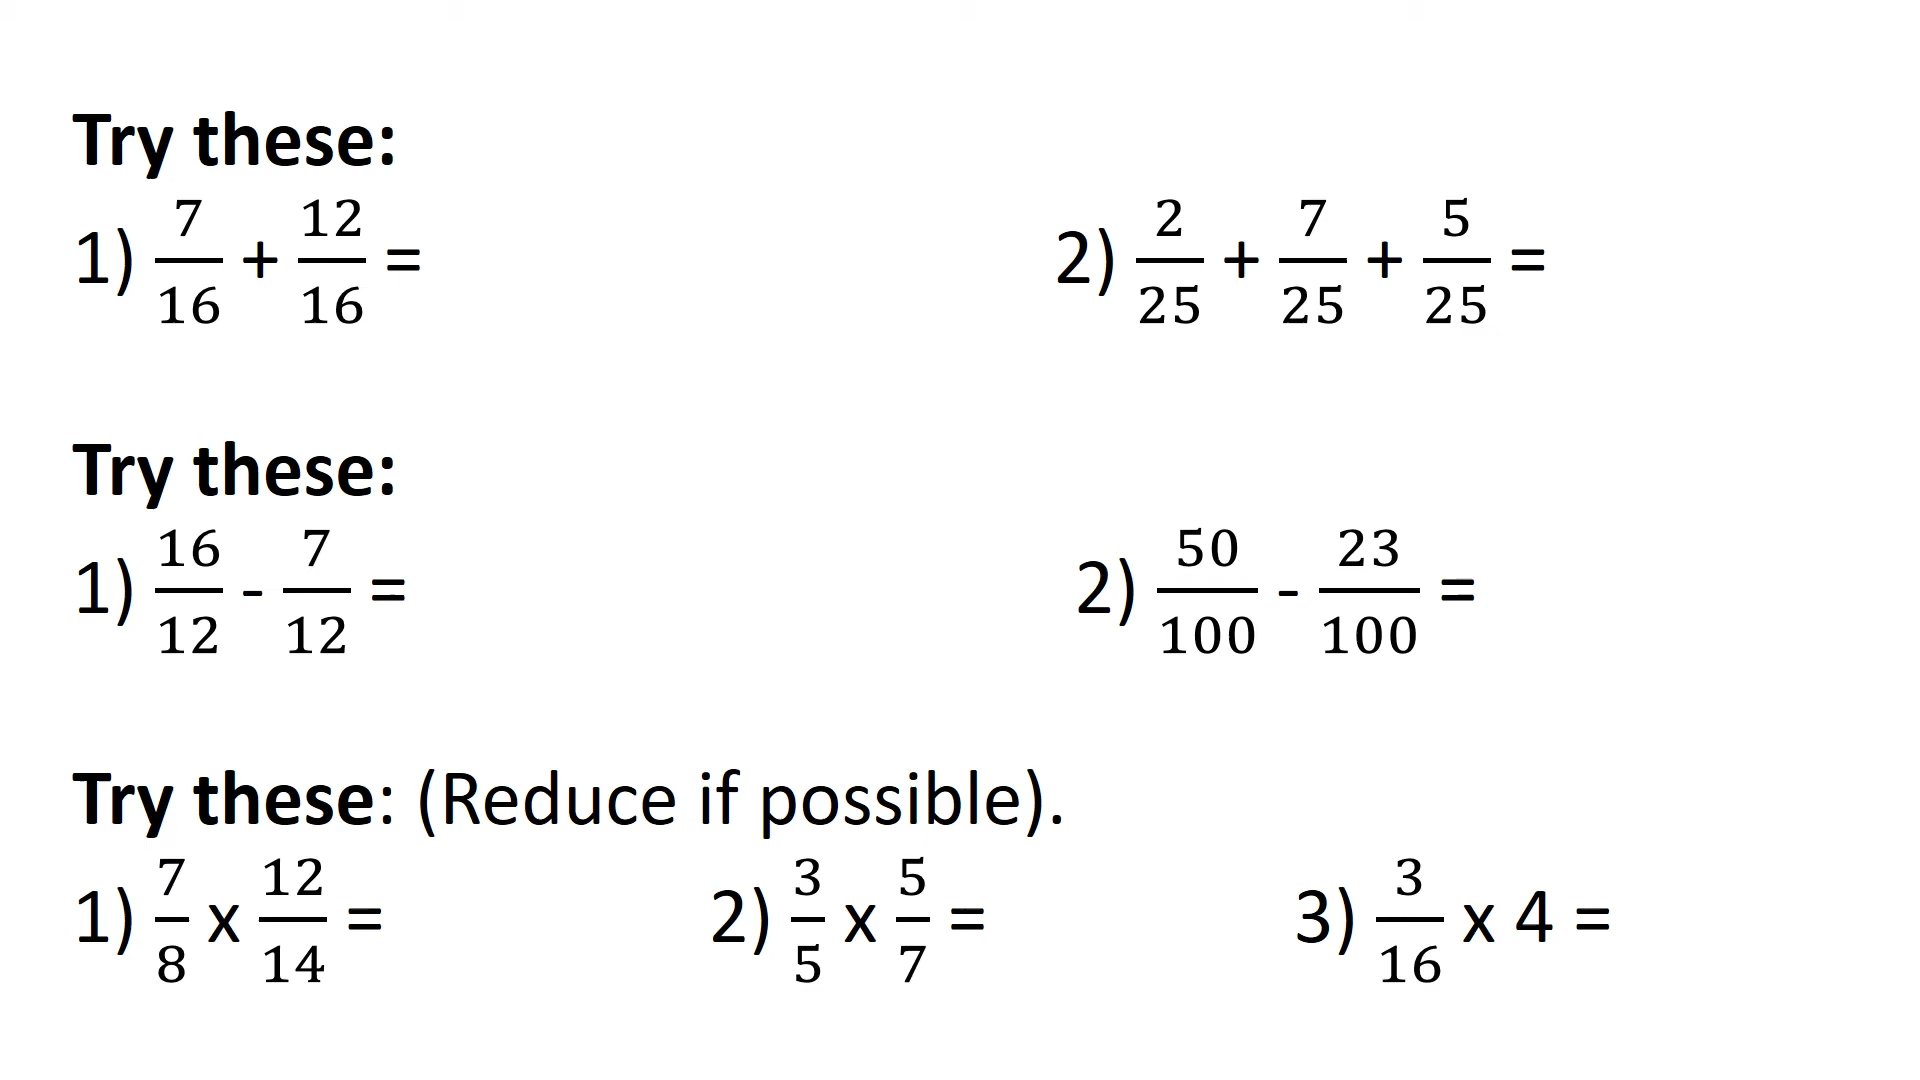 Try these:
1) 7/16 + 12/16 = 2) 2/25 + 7/25 + 5/25 =
Try these:
1) 16/12 - 7/12 = 2) 50/100 - 23/100 =
Try these: (Reduce if possible).
1) 7/8 x 12/14 = 2) 3/5 x 5/7 = 3) 3/16 x 4 =